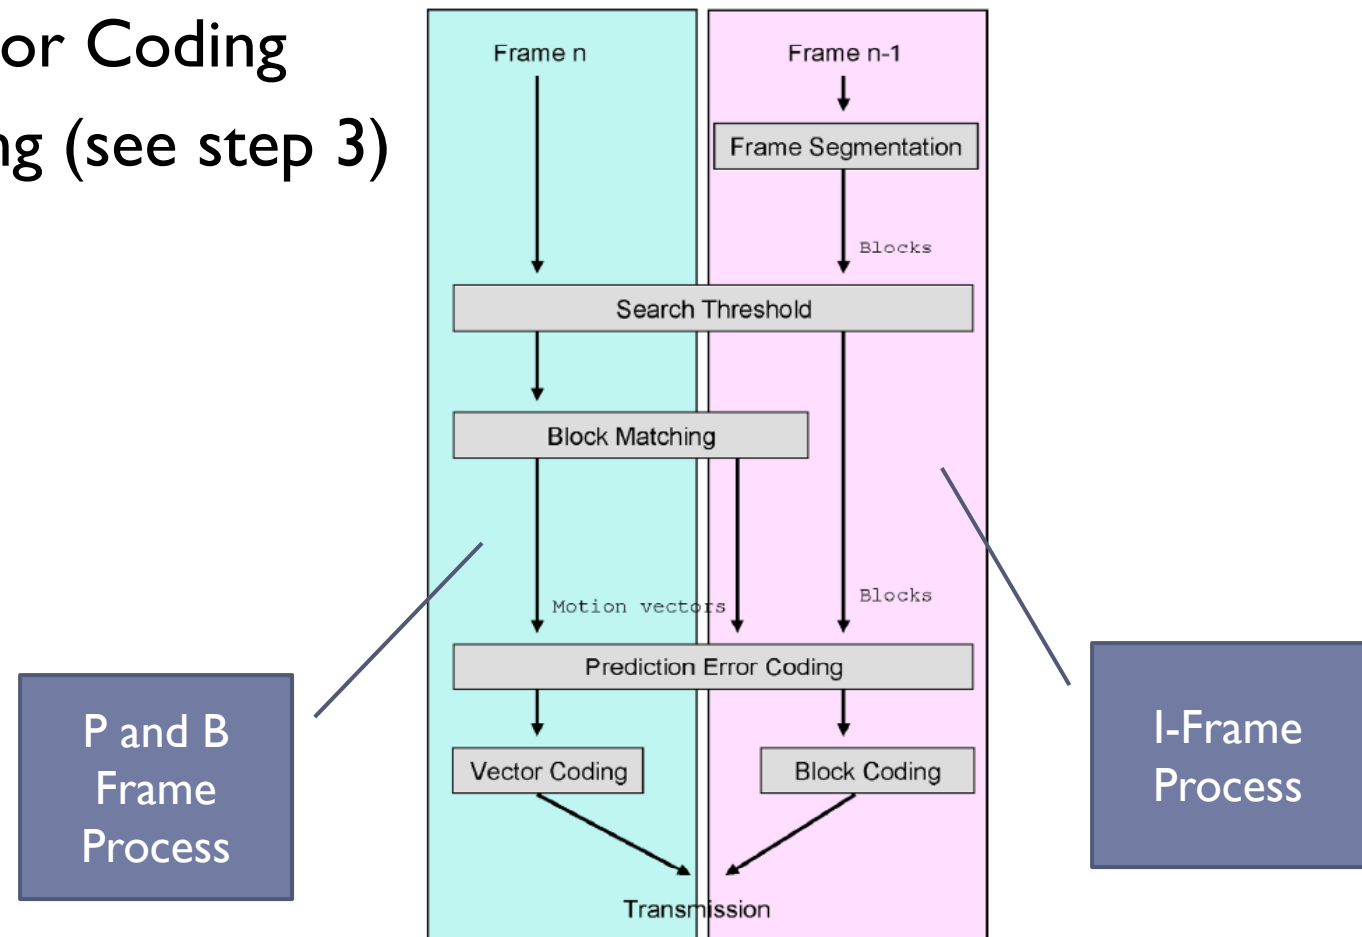 or Coding
ng (see step 3)
Frame n
Frame n-1
Frame Segmentation
Blocks
Search Threshold
Block Matching
Motion vectors
Blocks
Prediction Error Coding
Vector Coding
Block Coding
Transmission
P and B
Frame
Process
I-Frame
Process